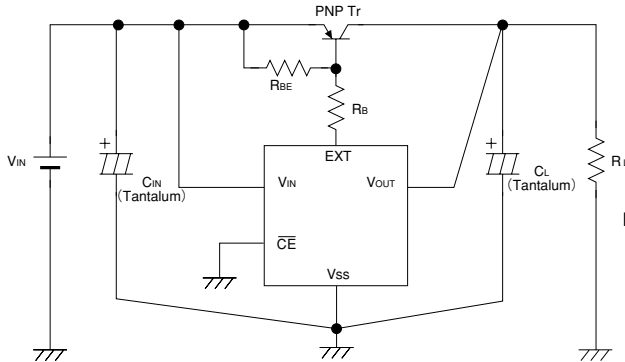 PNP Tr
RBE
RB
EXT
+
+
VIN
CIN
(Tantalum)
VIN
VOUT
CL
(Tantalum)
RL
CE
Vss